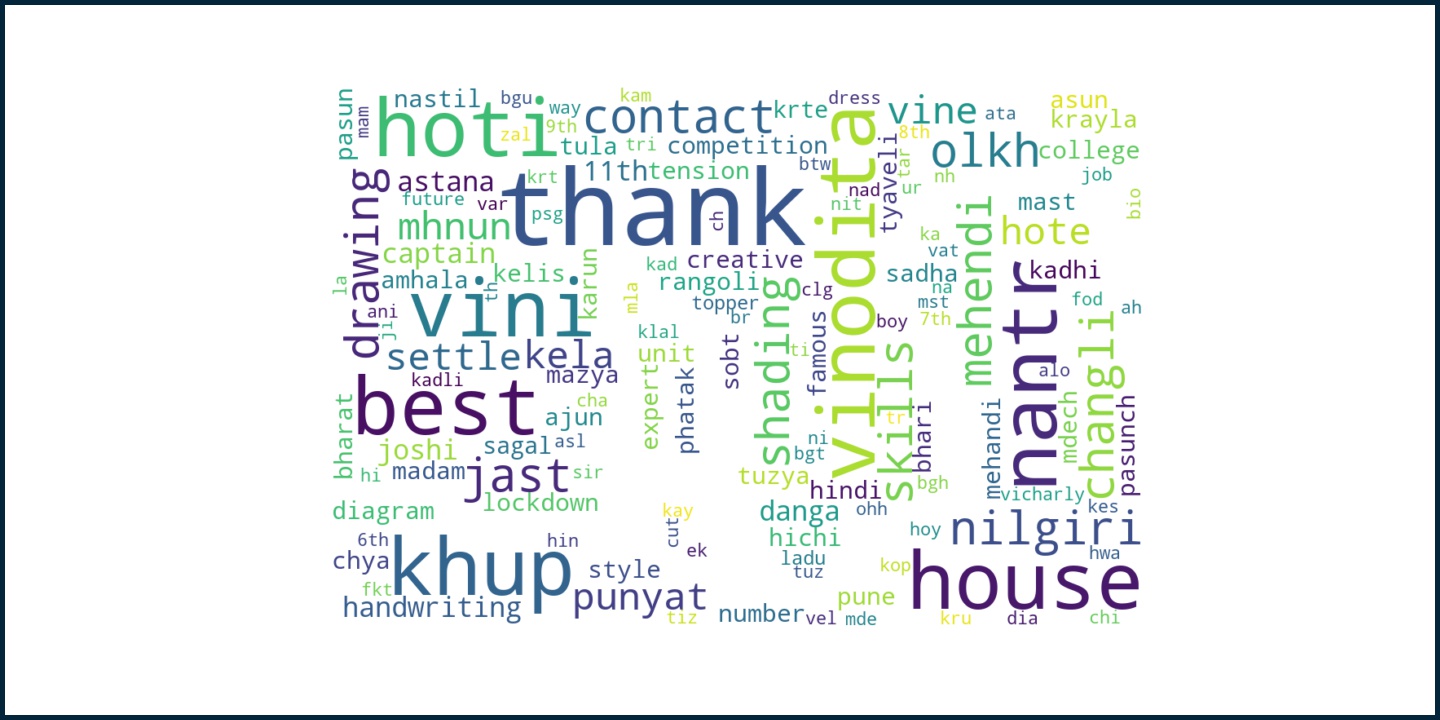 pasun
mam
nastil
bgu
way
kam
contact
krte
dress
vine
ata
asun
krayla
hoti
zal
9th
tula
tri
competition
btw
8th
olkh
college
job
drawing
astana
11th
tension
krt
thank
vinodita
tar
tyaveli
nad
ur
nh
bio
future
var
psg
ch
nit
mast
mhnun
hote
captain
creative
ka
vat
mehendi
amhala
kelis
karun
kad
rangoli
clg
sadha
na
kadhi
la
ani
ji
vini
th
mla
topper
br
shading
famous
boy
mst
7th
nantr
fod
ah
settle
kela
klal
unit
sobt
ti
skills
changli
kadli
mazya
expert
phatak
alo
best
cha
ajun
tr
bhari
mehandi
mdech
pasunch
bharat
joshi
sagal
asl
ni
bgt
hi
madam
jast
sir
tuzya
hindi
bgh
vicharly
lockdown
diagram
kay
cut
danga
ohh
kes
6th
hin
ek
hichi
hoy
nilgiri
chya
khup
style
ladu
tuz
kop
hwa
fkt
house
handwriting
punyat
tiz
number
vel
pune
mde
kru
dia
chi